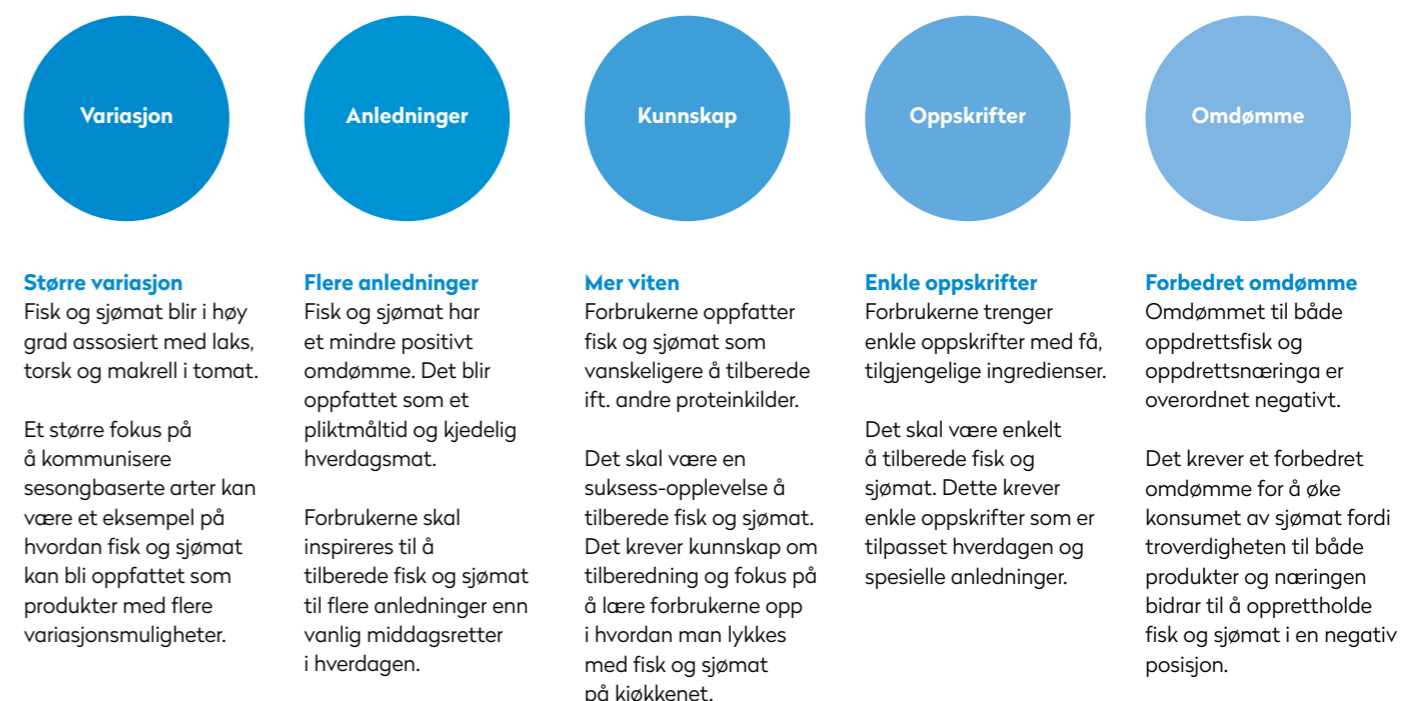 Variasjon
Anledninger
Kunnskap
Oppskrifter
Omdømme
Større variasjon
Fisk og sjømat blir i høy
grad assosiert med laks,
torsk og makrell i tomat.
Et større fokus på
å kommunisere
sesongbaserte arter kan
være et eksempel på
hvordan fisk og sjømat
kan bli oppfattet som
produkter med flere
variasjonsmuligheter.
Flere anledninger
Fisk og sjømat har
et mindre positivt
omdømme. Det blir
oppfattet som et
pliktmåltid og kjedelig
hverdagsmat.
Forbrukerne skal
inspireres til å
tilberede fisk og sjømat
til flere anledninger enn
vanlig middagsretter
i hverdagen.
Mer viten
Forbrukerne oppfatter
fisk og sjømat som
vanskeligere å tilberede
ift. andre proteinkilder.
Det skal være en
suksess-opplevelse å
tilberede fisk og sjømat.
Det krever kunnskap om
tilberedning og fokus på
å lære forbrukerne opp
i hvordan man lykkes
med fisk og sjømat
på kjøkkenet.
Enkle oppskrifter
Forbrukerne trenger
enkle oppskrifter med få,
tilgjengelige ingredienser.
Det skal være enkelt
å tilberede fisk og
sjømat. Dette krever
enkle oppskrifter som er
tilpasset hverdagen og
spesielle anledninger.
Forbedret omdømme
Omdømmet til både
oppdrettsfisk og
oppdrettsnæringa er
overordnet negativt.
Det krever et forbedret
omdømme for å øke
konsumet av sjømat fordi
troverdigheten til både
produkter og næringen
bidrar til å opprettholde
fisk og sjømat i en negativ
posisjon.